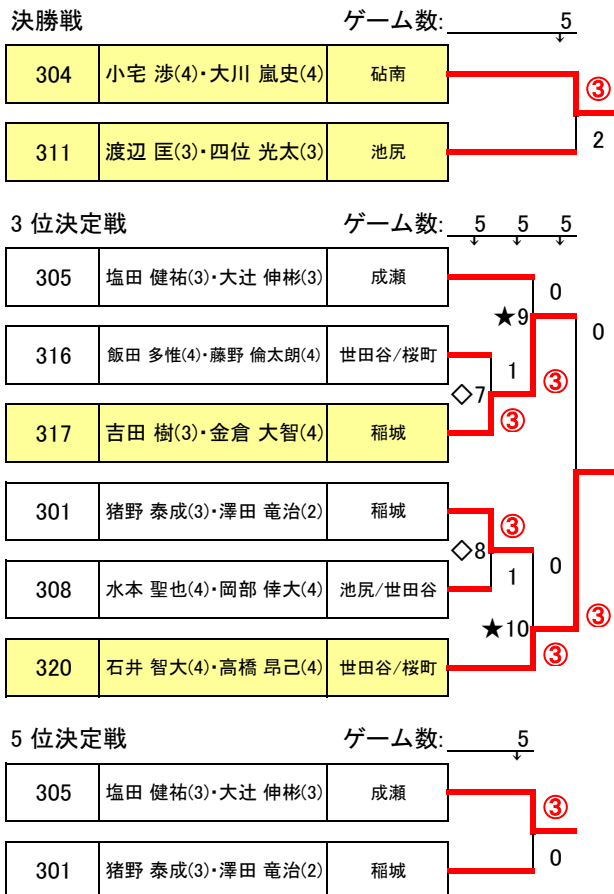 決勝戦 ゲーム数: 5
304 小宅 渉(4)・大川 嵐史(4) 砧南
③
2
311 渡辺 匡(3)・四位 光太(3) 池尻
3 位決定戦 ゲーム数: 5 5 5
305 塩田 健祐(3)・大辻 伸彬(3) 成瀬
0
★9
0
316 飯田 多惟(4)・藤野 倫太朗(4) 世田谷/桜町
1
③
◇7
③
317 吉田 樹(3)・金倉 大智(4) 稲城
301 猪野 泰成(3)・澤田 竜治(2) 稲城
③
◇8
0
1
308 水本 聖也(4)・岡部 倖大(4) 池尻/世田谷
③
★10
③
320 石井 智大(4)・高橋 昂己(4) 世田谷/桜町
5 位決定戦 ゲーム数: 5
305 塩田 健祐(3)・大辻 伸彬(3) 成瀬
③
0
301 猪野 泰成(3)・澤田 竜治(2) 稲城